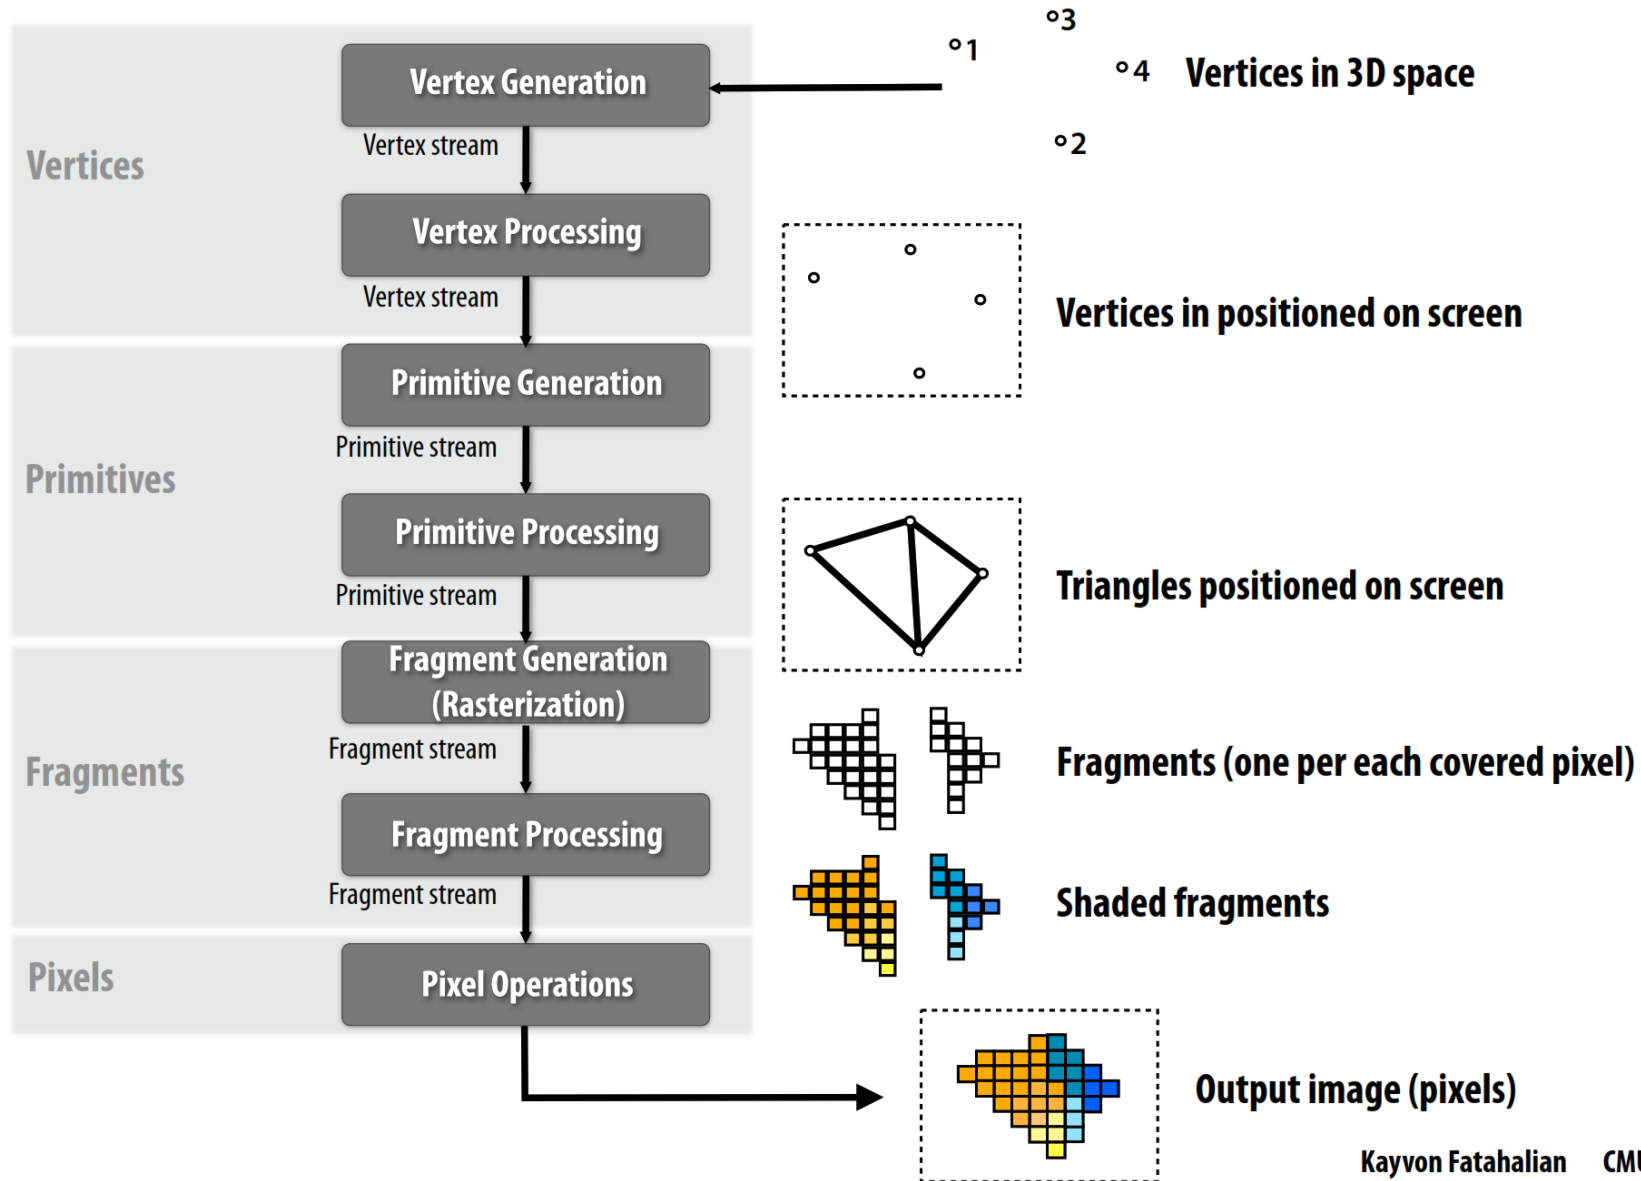 3
1
Vertex Generation
4
Vertices in 3D space
Vertex stream
2
Vertices
Vertex Processing
Vertex stream
Vertices in positioned on screen
Primitive Generation
Primitive stream
Primitives
Primitive Processing
Triangles positioned on screen
Primitive stream
Fragment Generation
(Rasterization)
Fragment stream
Fragments (one per each covered pixel)
Fragments
Fragment Processing
Fragment stream
Shaded fragments
Pixels
Pixel Operations
Output image (pixels)
Kayvon Fatahalian CMU